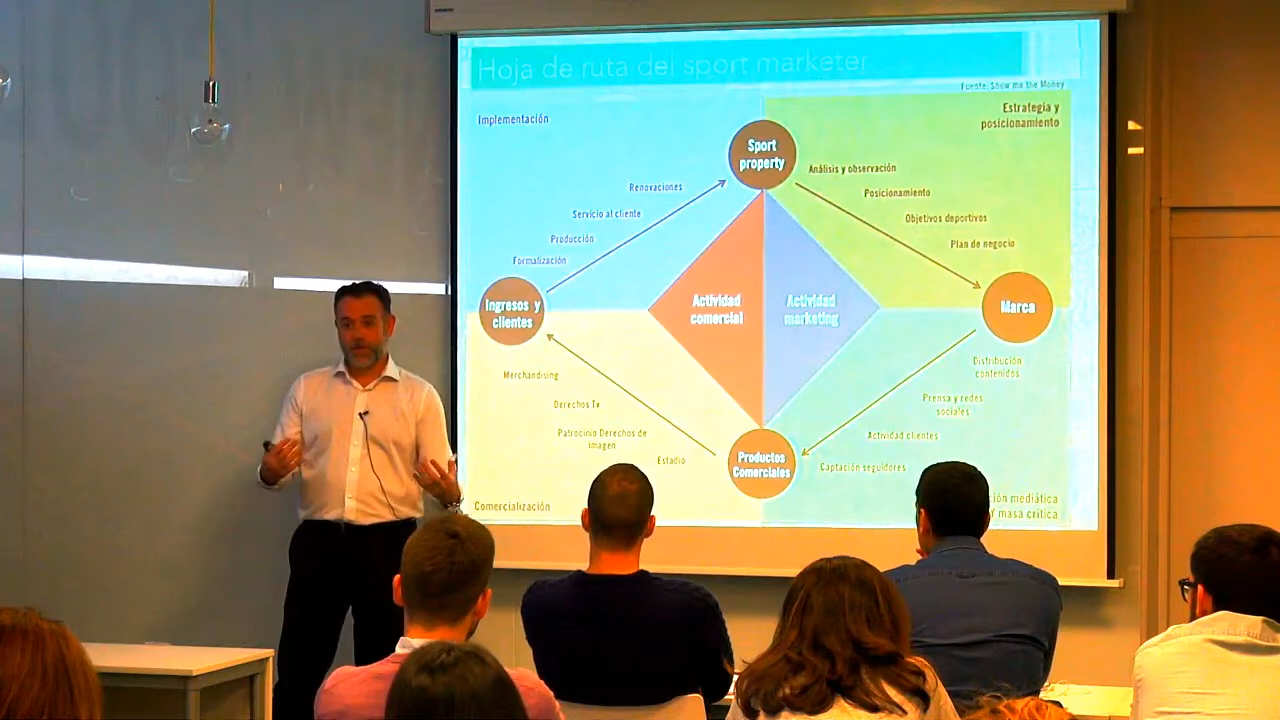 Hoja de ruta del sport marketer
Fuente: Show me the Money
Implementación
Estrategia y
posicionamiento
Sport
property
Análisis y observación
Renovaciones
Posicionamiento
Servicio al cliente
Objetivos deportivos
Producción
Plan de negocio
Formalización
Ingresos y
clientes
Actividad
comercial
Actividad
marketing
Marca
Merchandising
Distribución
contenidos
Derechos Tv
Prensa y redes
sociales
Patrocinio Derechos de
imagen
Actividad clientes
Estadio
Productos
Comerciales
Captación seguidores
Comercialización
mediática
Y masa crítica